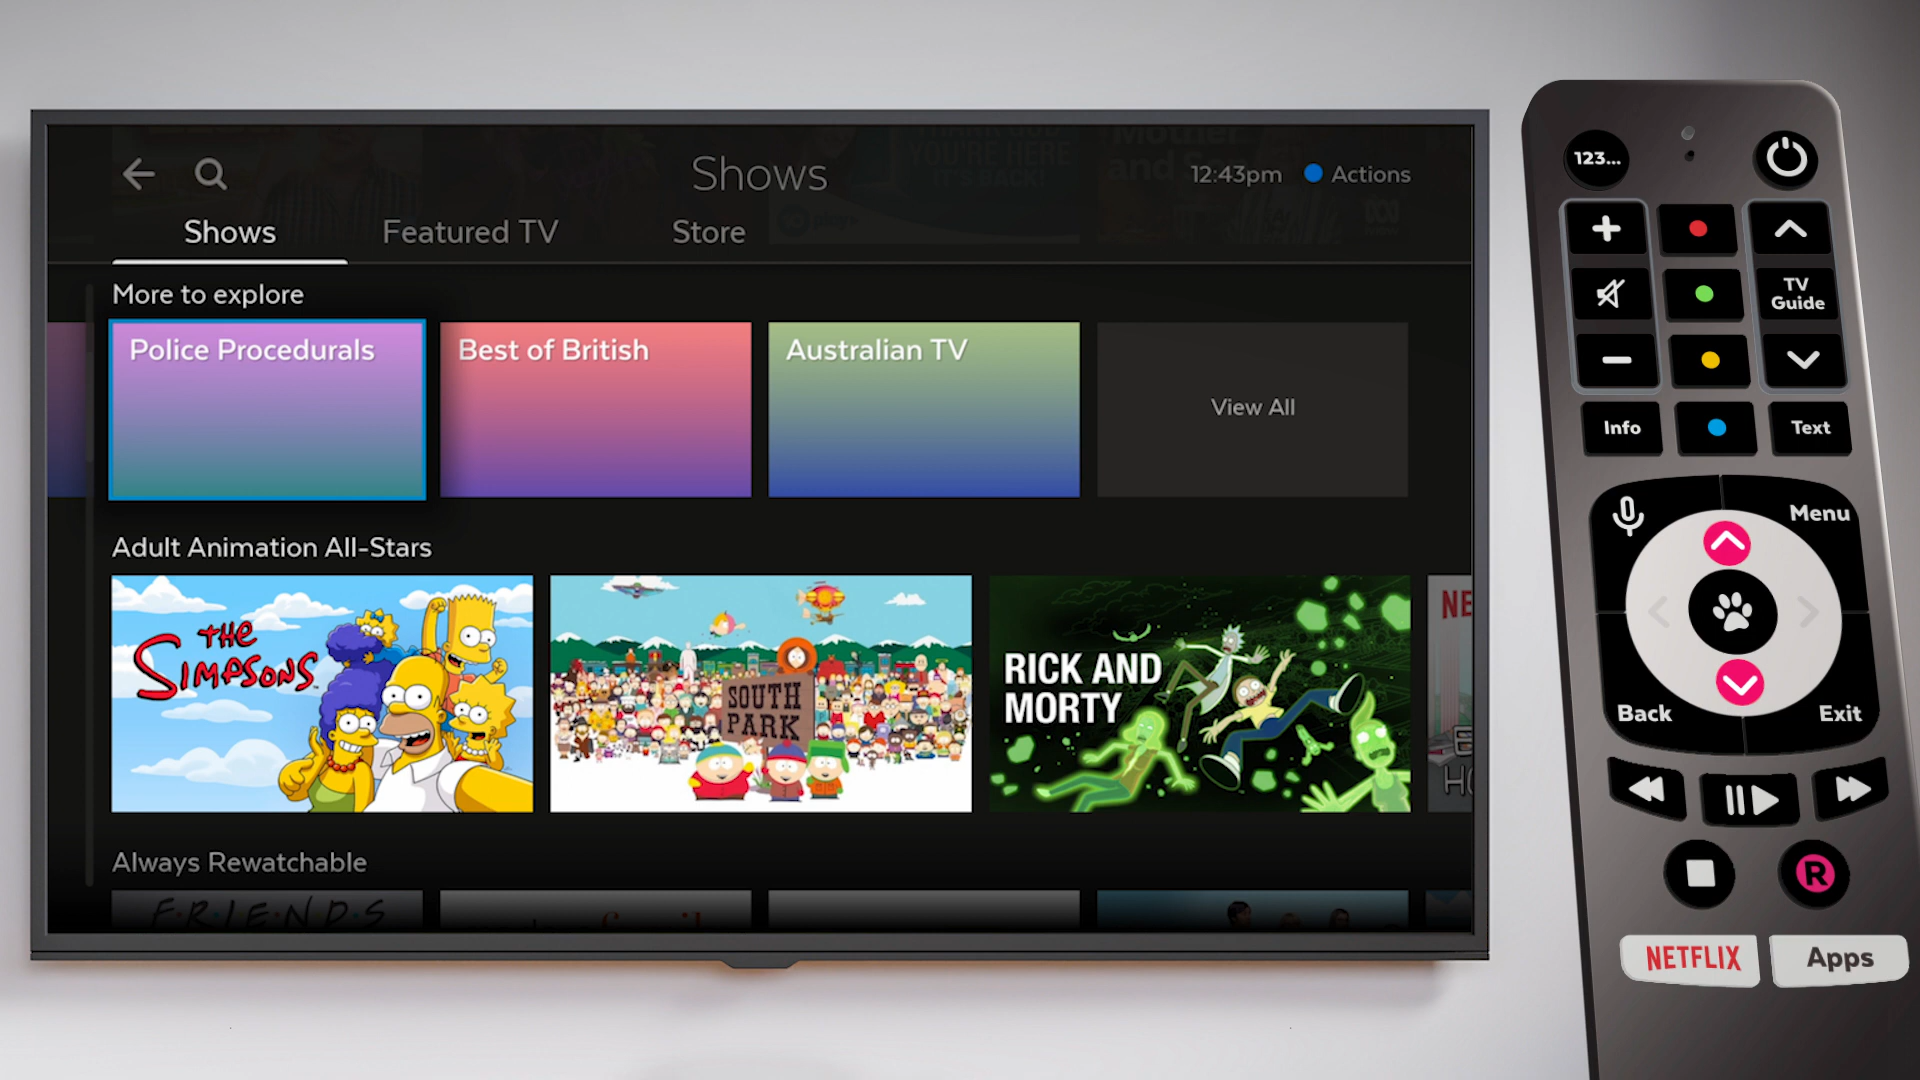 Shows
12:43pm
Actions
Shows
Featured TV
Store
More to explore
Police Procedurals
Best of British
Australian TV
View All
Adult Animation All-Stars
THE
SIMPSONS
SOUTH
PARK
RICK AND
MORTY
NE
Always Rewatchable
F·R·I·E·N·D·S
123...
TV
Guide
Info
Text
Menu
Back
Exit
R
NETFLIX
Apps